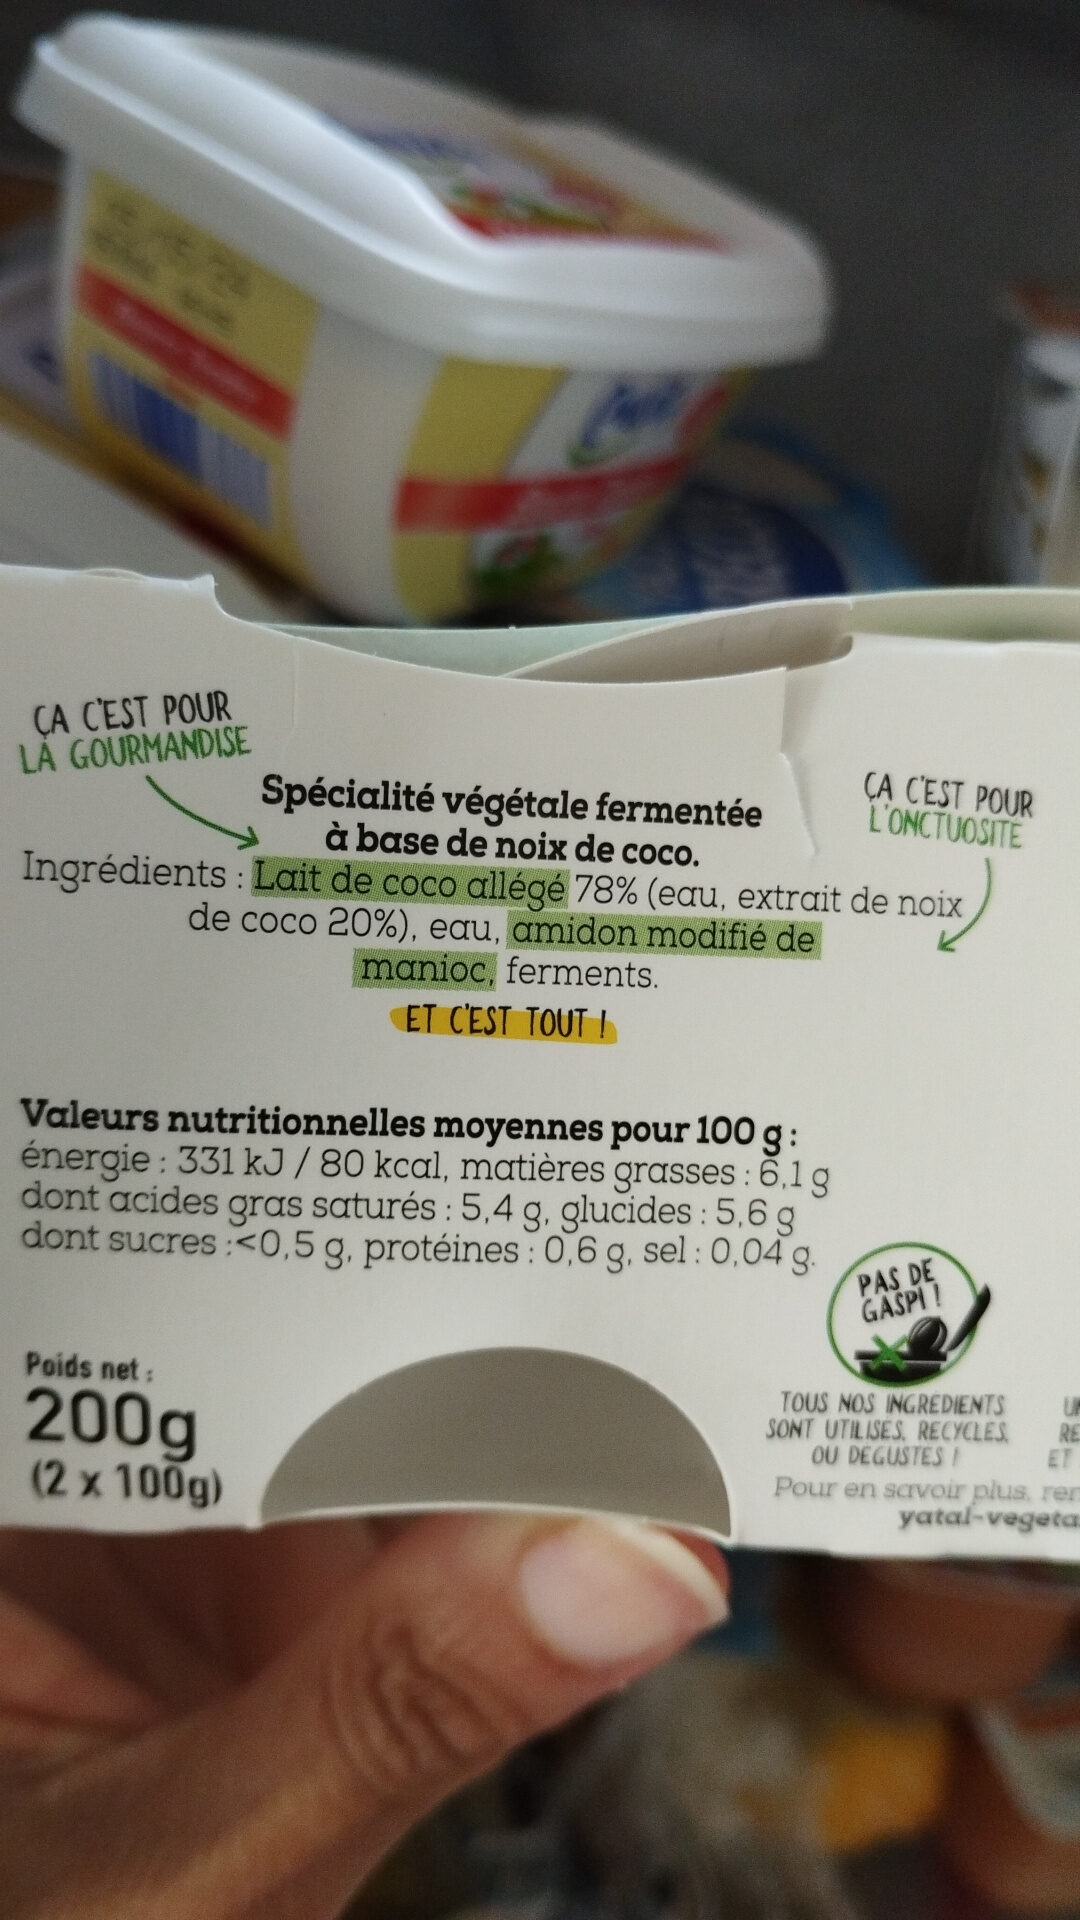 ÇA C'EST POUR
LA GOURMANDISE
ÇA C'EST POUR
L'ONCTUOSITÉ
Spécialité végétale fermentée
à base de noix de coco.
Ingrédients : Lait de coco allégé 78% (eau, extrait de noix
de coco 20%), eau, amidon modifié de
manioc, ferments.
ET C'EST TOUT !
Valeurs nutritionnelles moyennes pour 100 g :
énergie : 331 kJ / 80 kcal, matières grasses : 6,1 g
dont acides gras saturés : 5,4 g, glucides : 5,6 g
dont sucres :<0,5 g, protéines : 0,6 g, sel : 0,04 g.
PAS DE
GASPI !
Poids net :
200g
(2 x 100g)
TOUS NOS INGRÉDIENTS
SONT UTILISÉS, RECYCLÉS,
OU DÉGUSTÉS !
ET
Pour en savoir plus, ren
yatal-vegeta